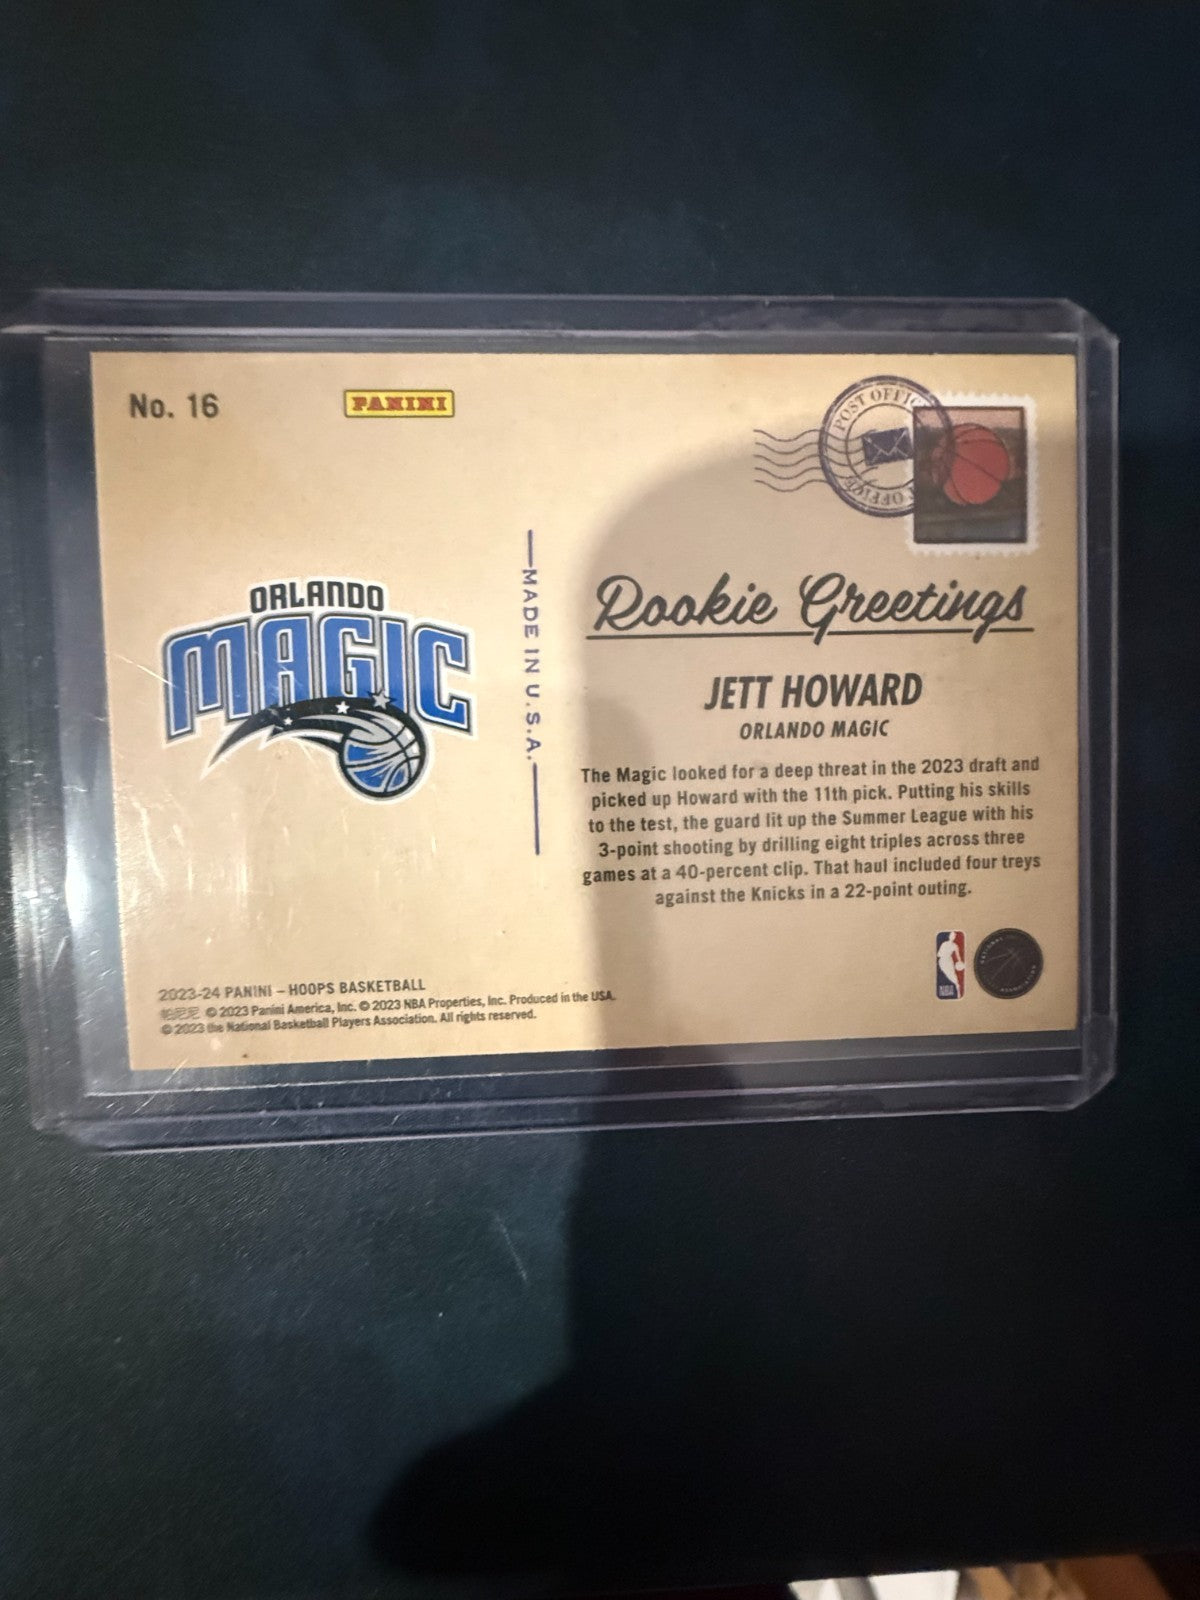 No. 16
PANINI
POST OFFIC
OFFICE
ORLANDO
MAGIC
MADE IN U.S.A.
Rookie Greetings
JETT HOWARD
ORLANDO MAGIC
The Magic looked for a deep threat in the 2023 draft and
picked up Howard with the 11th pick. Putting his skills
to the test, the guard lit up the Summer League with his
3-point shooting by drilling eight triples across three
games at a 40-percent clip. That haul included four treys
against the Knicks in a 22-point outing.
NBA
2023-24 PANINI – HOOPS BASKETBALL
帕尼尼 © 2023 Panini America, Inc. © 2023 NBA Properties, Inc. Produced in the USA.
© 2023 the National Basketball Players Association. All rights reserved.